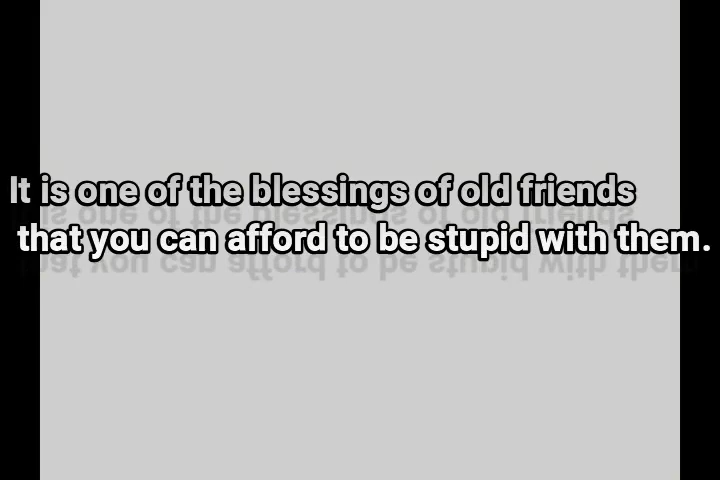 It is one of the blessings of old friends
that you can afford to be stupid with them.